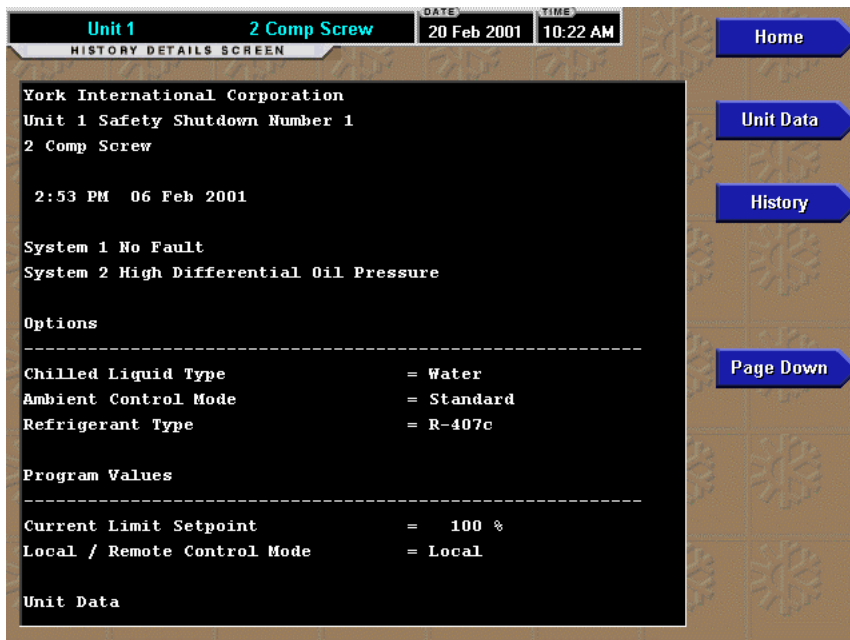 Unit 1 2 Comp Screw
DATE
20 Feb 2001
TIME
10:22 AM
HISTORY DETAILS SCREEN
Home
Unit Data
History
Page Down
York International Corporation
Unit 1 Safety Shutdown Number 1
2 Comp Screw
2:53 PM 06 Feb 2001
System 1 No Fault
System 2 High Differential Oil Pressure
Options
------------------------------------------------------------
Chilled Liquid Type = Water
Ambient Control Mode = Standard
Refrigerant Type = R-407c
Program Values
------------------------------------------------------------
Current Limit Setpoint = 100 %
Local / Remote Control Mode = Local
Unit Data